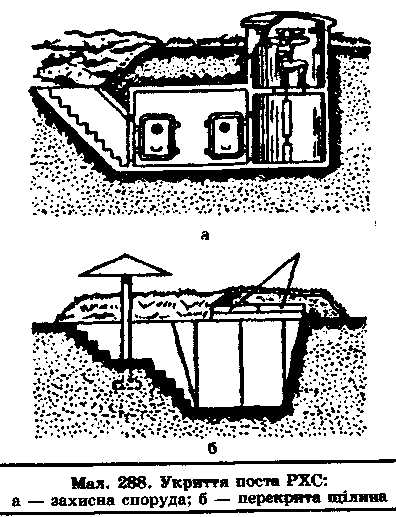 а
б
Мал. 288. Укриття поста РХС:
а — захисна споруда; б — перекрита щілина